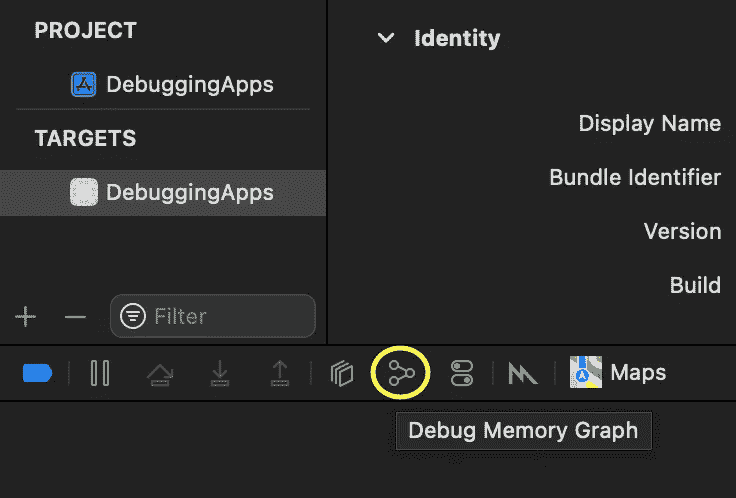 PROJECT
DebuggingApps
TARGETS
DebuggingApps
Filter
Identity
Display Name
Bundle Identifier
Version
Build
Maps
Debug Memory Graph